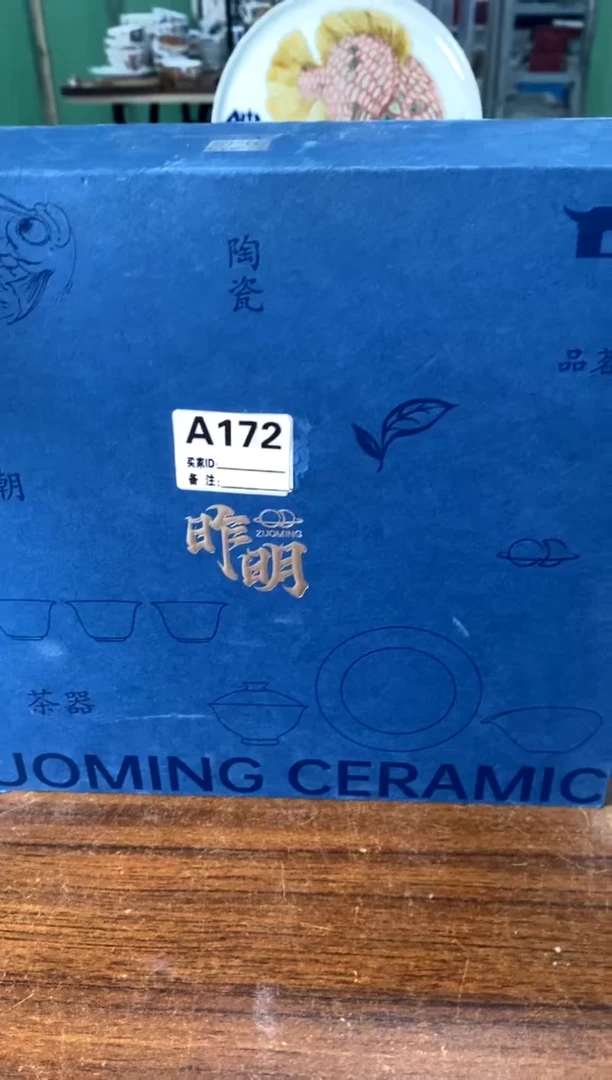 陶
瓷
品茗
A172
买家ID:
备 注:
朝
昨明
ZUOMING
茶器
UOMING CERAMIC